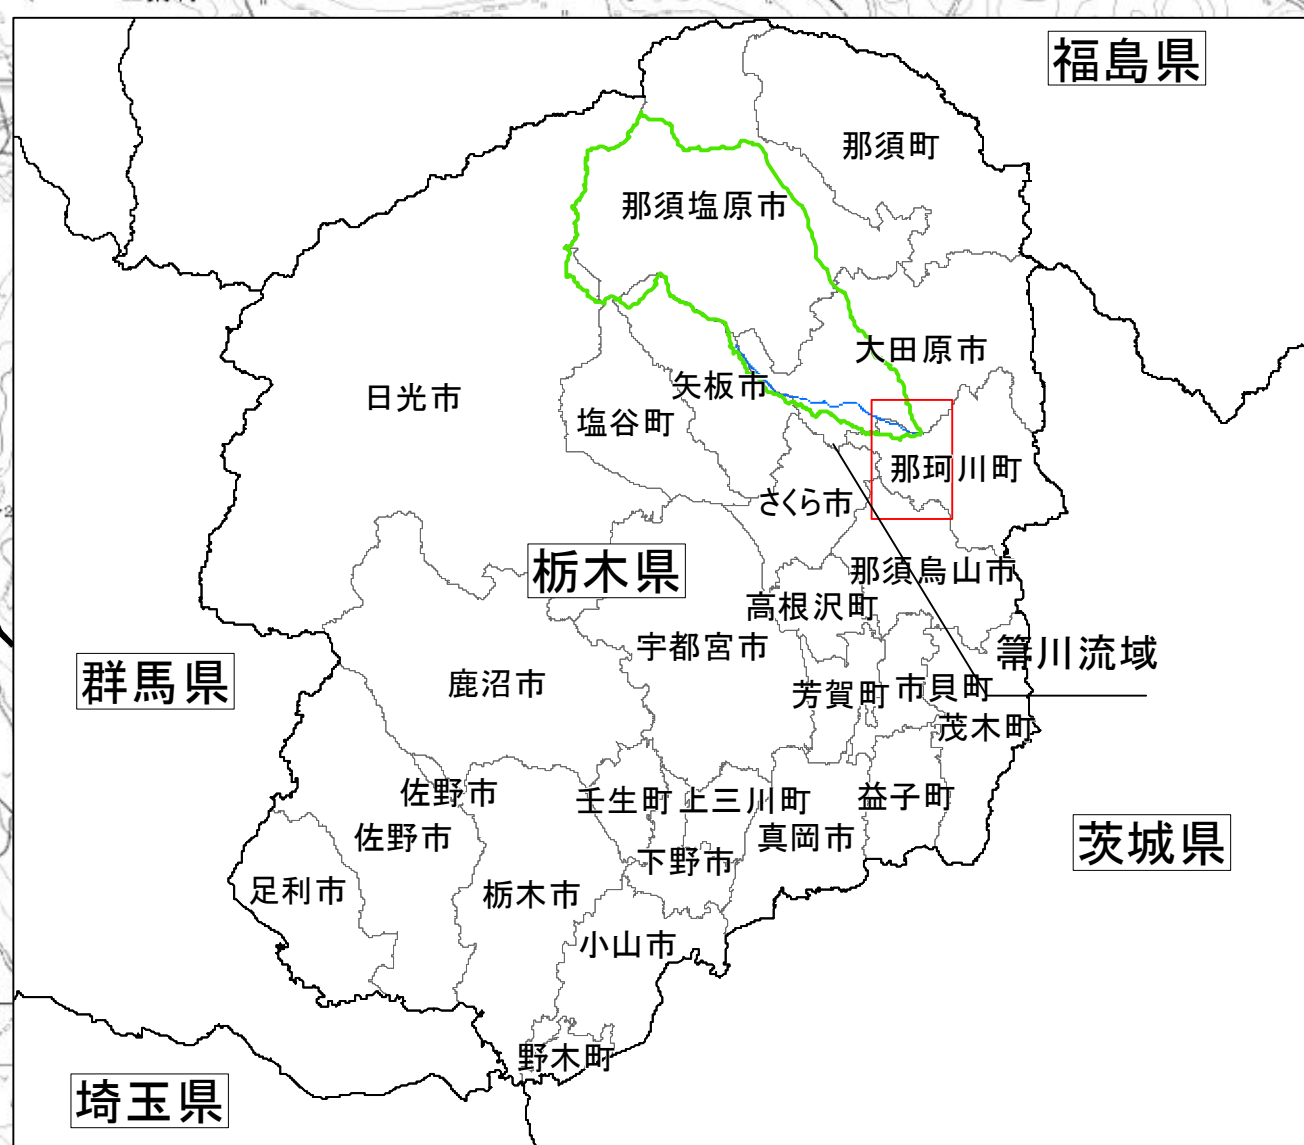 福島県
那須町
那須塩原市
大田原市
矢板市
日光市
塩谷町
那珂川町
さくら市
栃木県
那須烏山市
高根沢町
宇都宮市
箒川流域
群馬県
鹿沼市
芳賀町
市貝町
茂木町
佐野市
壬生町
上三川町
益子町
佐野市
真岡市
茨城県
下野市
足利市
栃木市
小山市
野木町
埼玉県